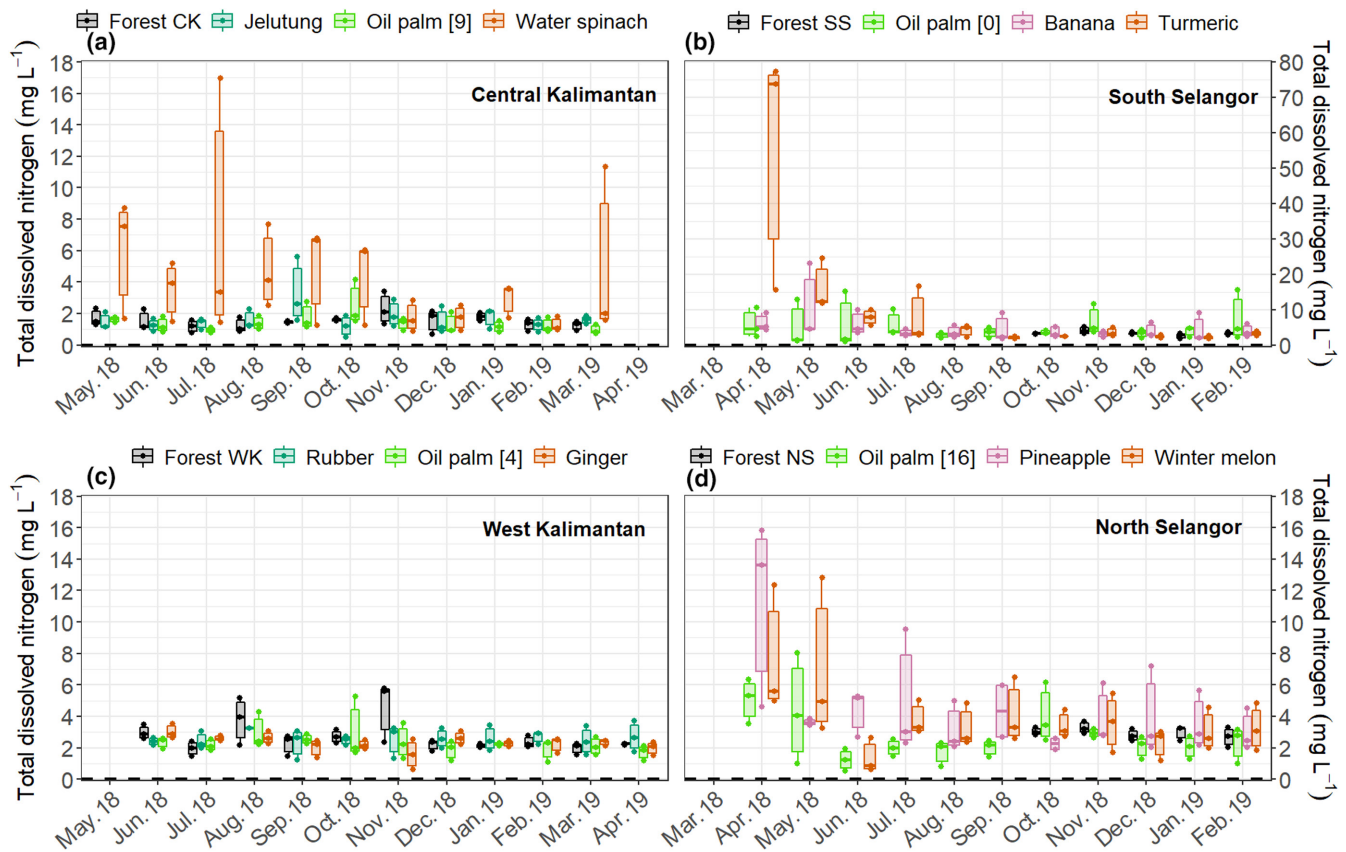 Forest CK Jelutung Oil palm [9] Water spinach
Forest SS Oil palm [0] Banana Turmeric
(a)
Central Kalimantan
Total dissolved nitrogen (mg L⁻¹)
18
16
14
12
10
8
6
4
2
0
May. 18 Jun. 18 Jul. 18 Aug. 18 Sep. 18 Oct. 18 Nov. 18 Dec. 18 Jan. 19 Feb. 19 Mar. 19 Apr. 19
(b)
South Selangor
Total dissolved nitrogen (mg L⁻¹)
80
70
60
50
40
30
20
10
0
Mar. 18 Apr. 18 May. 18 Jun. 18 Jul. 18 Aug. 18 Sep. 18 Oct. 18 Nov. 18 Dec. 18 Jan. 19 Feb. 19
Forest WK Rubber Oil palm [4] Ginger
Forest NS Oil palm [16] Pineapple Winter melon
(c)
West Kalimantan
Total dissolved nitrogen (mg L⁻¹)
18
16
14
12
10
8
6
4
2
0
May. 18 Jun. 18 Jul. 18 Aug. 18 Sep. 18 Oct. 18 Nov. 18 Dec. 18 Jan. 19 Feb. 19 Mar. 19 Apr. 19
(d)
North Selangor
Total dissolved nitrogen (mg L⁻¹)
18
16
14
12
10
8
6
4
2
0
Mar. 18 Apr. 18 May. 18 Jun. 18 Jul. 18 Aug. 18 Sep. 18 Oct. 18 Nov. 18 Dec. 18 Jan. 19 Feb. 19